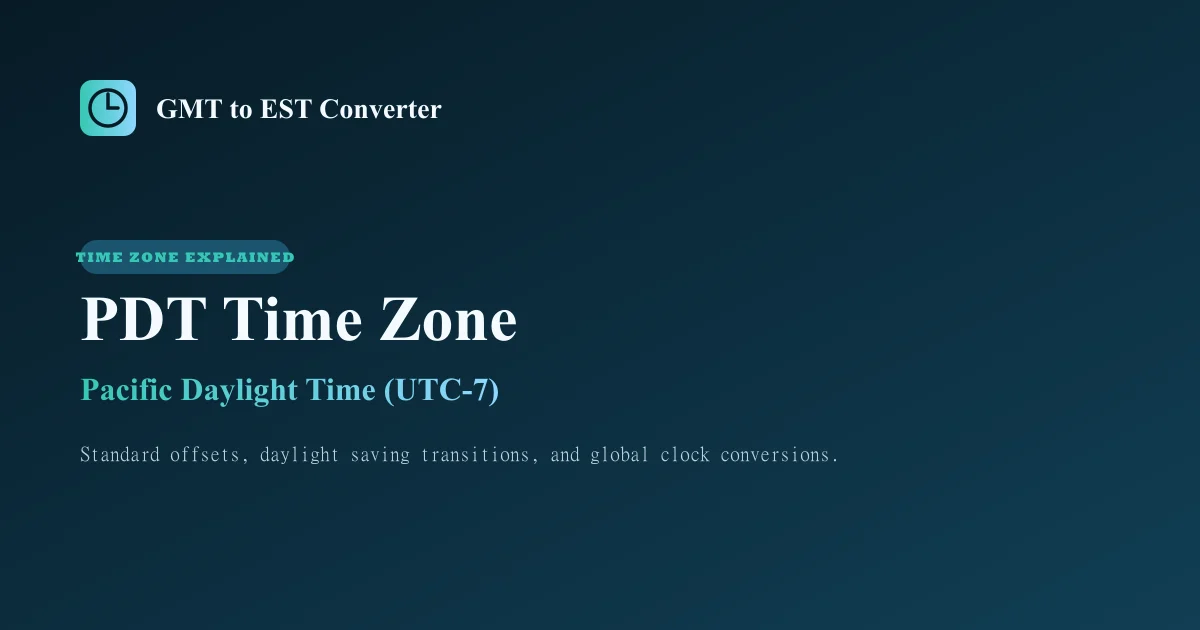 GMT to EST Converter
TIME ZONE EXPLAINED
PDT Time Zone
Pacific Daylight Time (UTC-7)
Standard offsets, daylight saving transitions, and global clock conversions.